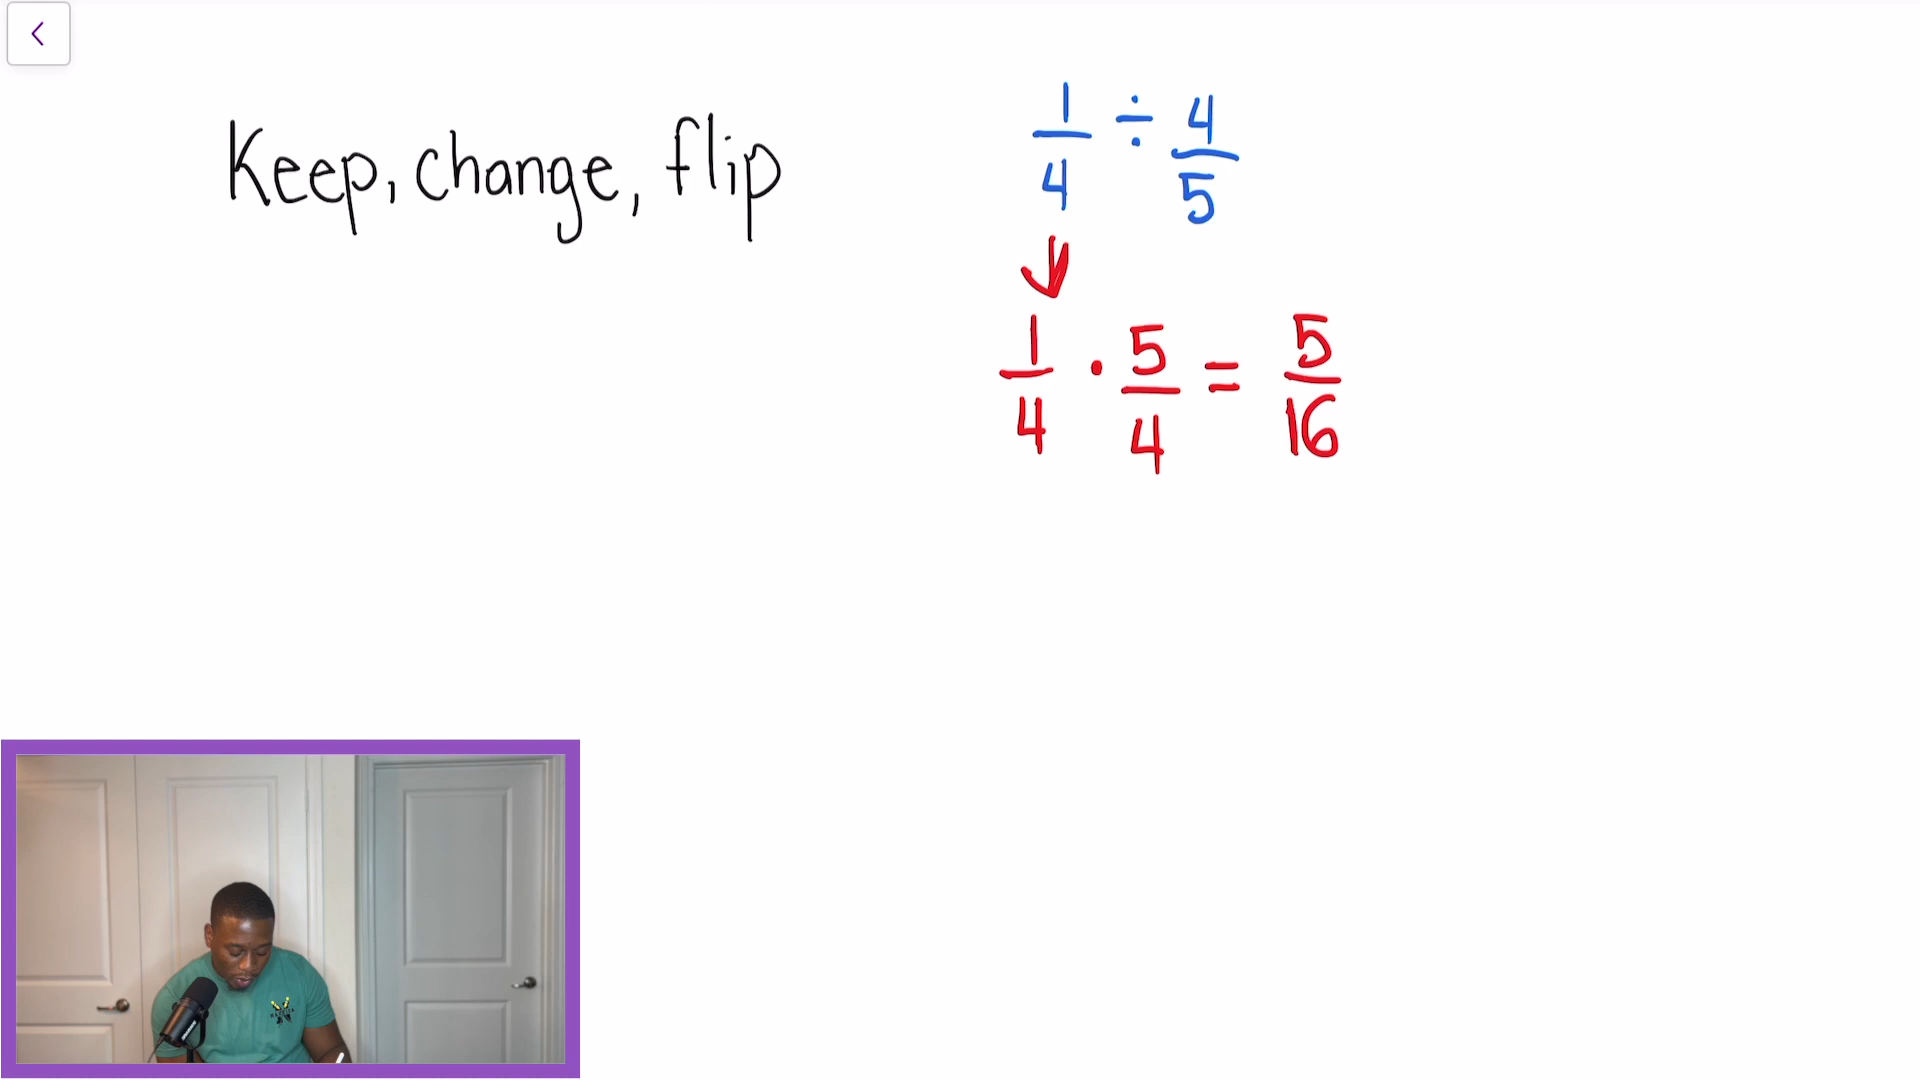 Keep, change, flip
1/4 ÷ 4/5
1/4 · 5/4 = 5/16